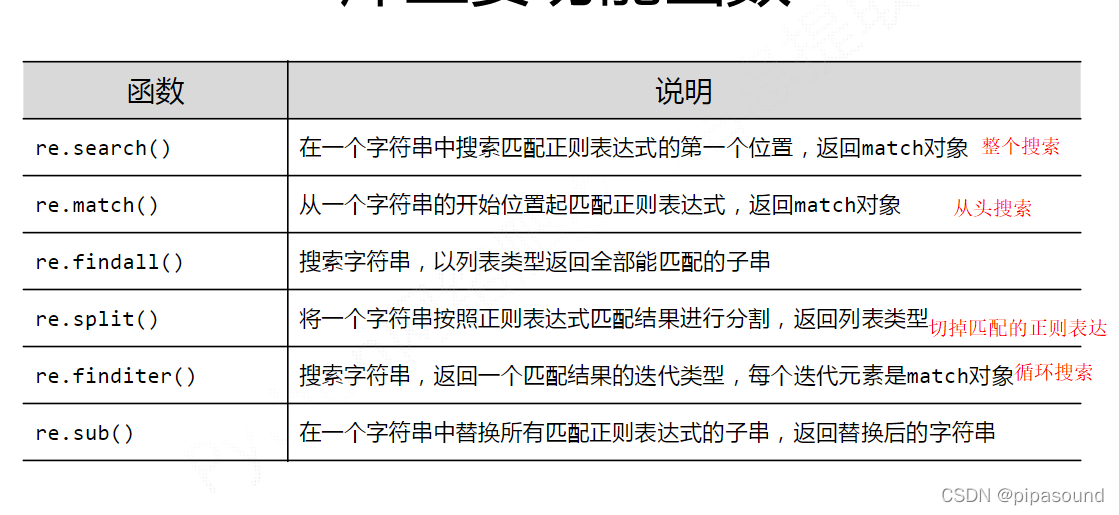 函数 说明
re.search() 在一个字符串中搜索匹配正则表达式的第一个位置，返回match对象 整个搜索
re.match() 从一个字符串的开始位置起匹配正则表达式，返回match对象 从头搜索
re.findall() 搜索字符串，以列表类型返回全部能匹配的子串
re.split() 将一个字符串按照正则表达式匹配结果进行分割，返回列表类型 切掉匹配的正则表达
re.finditer() 搜索字符串，返回一个匹配结果的迭代类型，每个迭代元素是match对象 循环搜索
re.sub() 在一个字符串中替换所有匹配正则表达式的子串，返回替换后的字符串
CSDN @pipasound